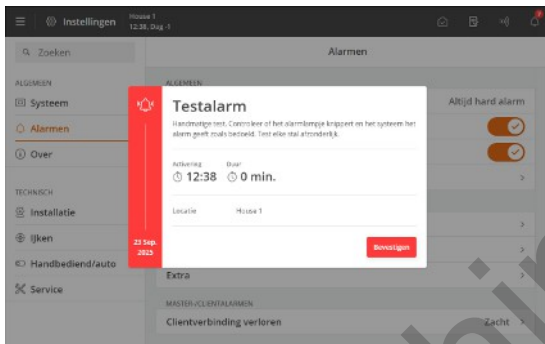 Instellingen
House 1
12:38, Dag -1
Zoeken
Alarmen
ALGEMEEN
Systeem
Alarmen
Over
TECHNISCH
Installatie
IJken
Handbediend/auto
Service
ALGEMEEN
Altijd hard alarm
Testalarm
Handmatige test. Controleer of het alarmlampje knippert en het systeem het
alarm geeft zoals bedoeld. Test elke stal afzonderlijk.
Activering
Duur
12:38
0 min.
Locatie
House 1
23 Sep.
2025
Bevestigen
Extra
MASTER-/CLIENTALARMEN
Clientverbinding verloren
Zacht